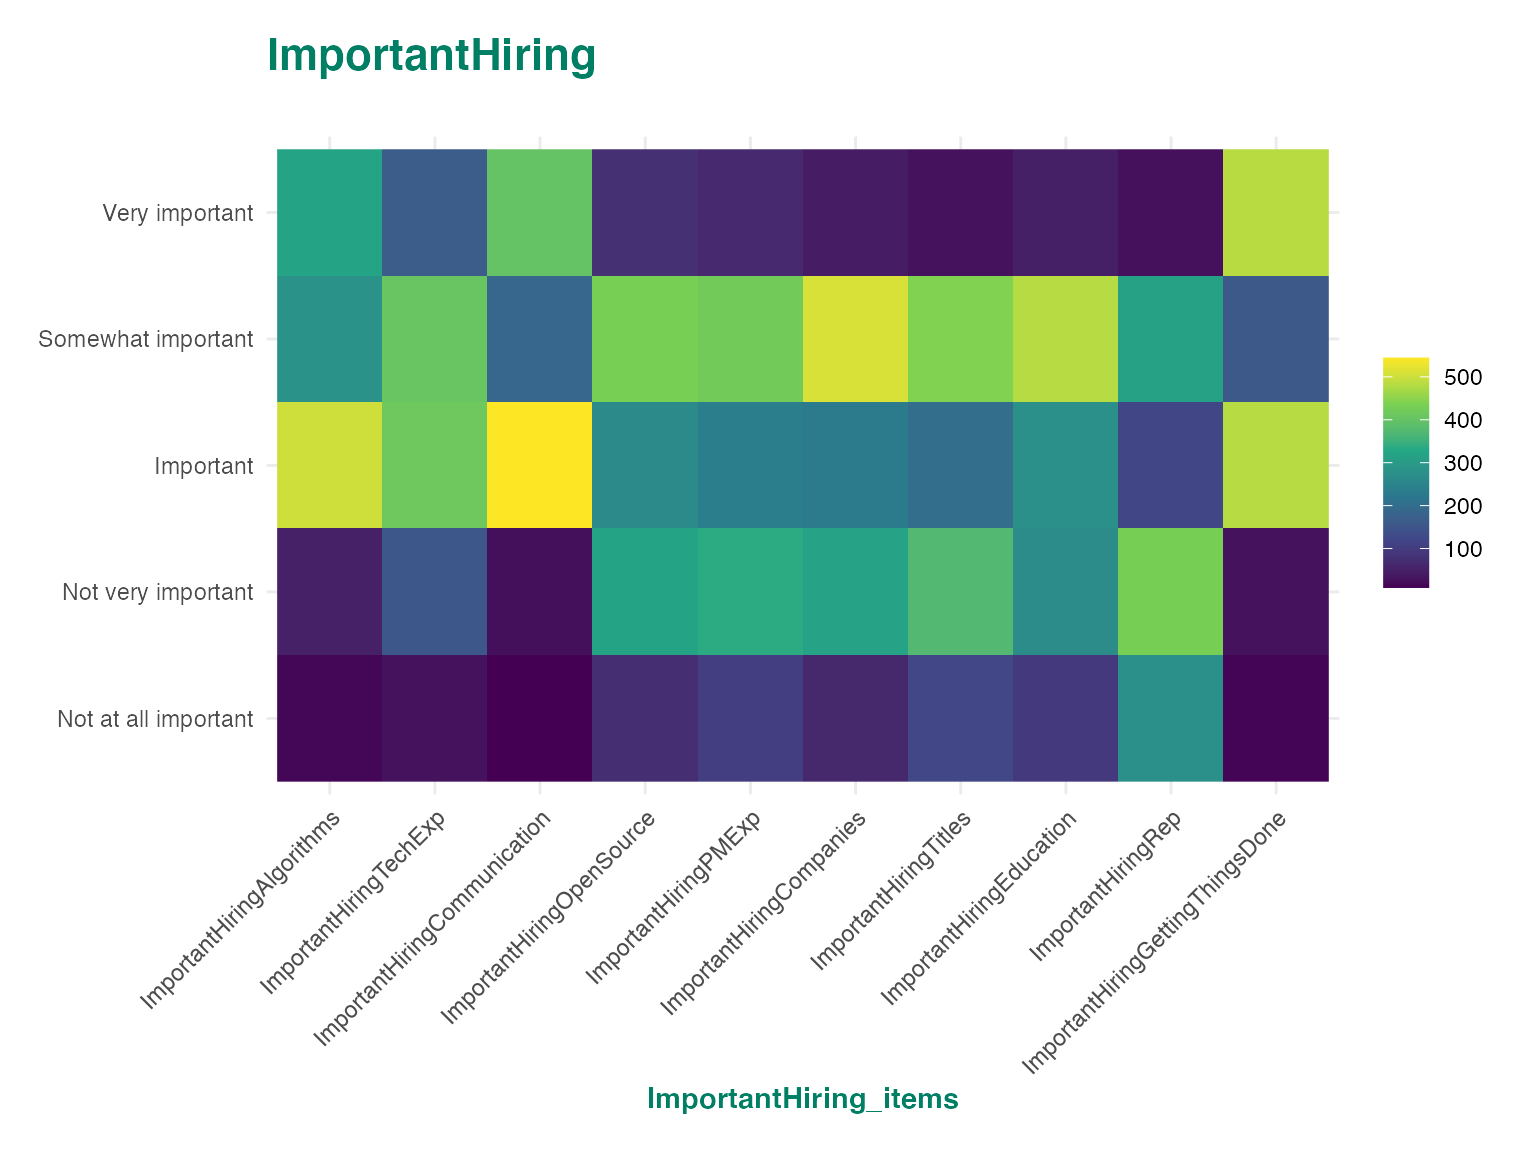 ImportantHiring
Very important
Somewhat important
Important
Not very important
Not at all important
500
400
300
200
100
ImportantHiringAlgorithms
ImportantHiringTechExp
ImportantHiringCommunication
ImportantHiringOpenSource
ImportantHiringPMExp
ImportantHiringCompanies
ImportantHiringTitles
ImportantHiringEducation
ImportantHiringRep
ImportantHiringGettingThingsDone
ImportantHiring_items